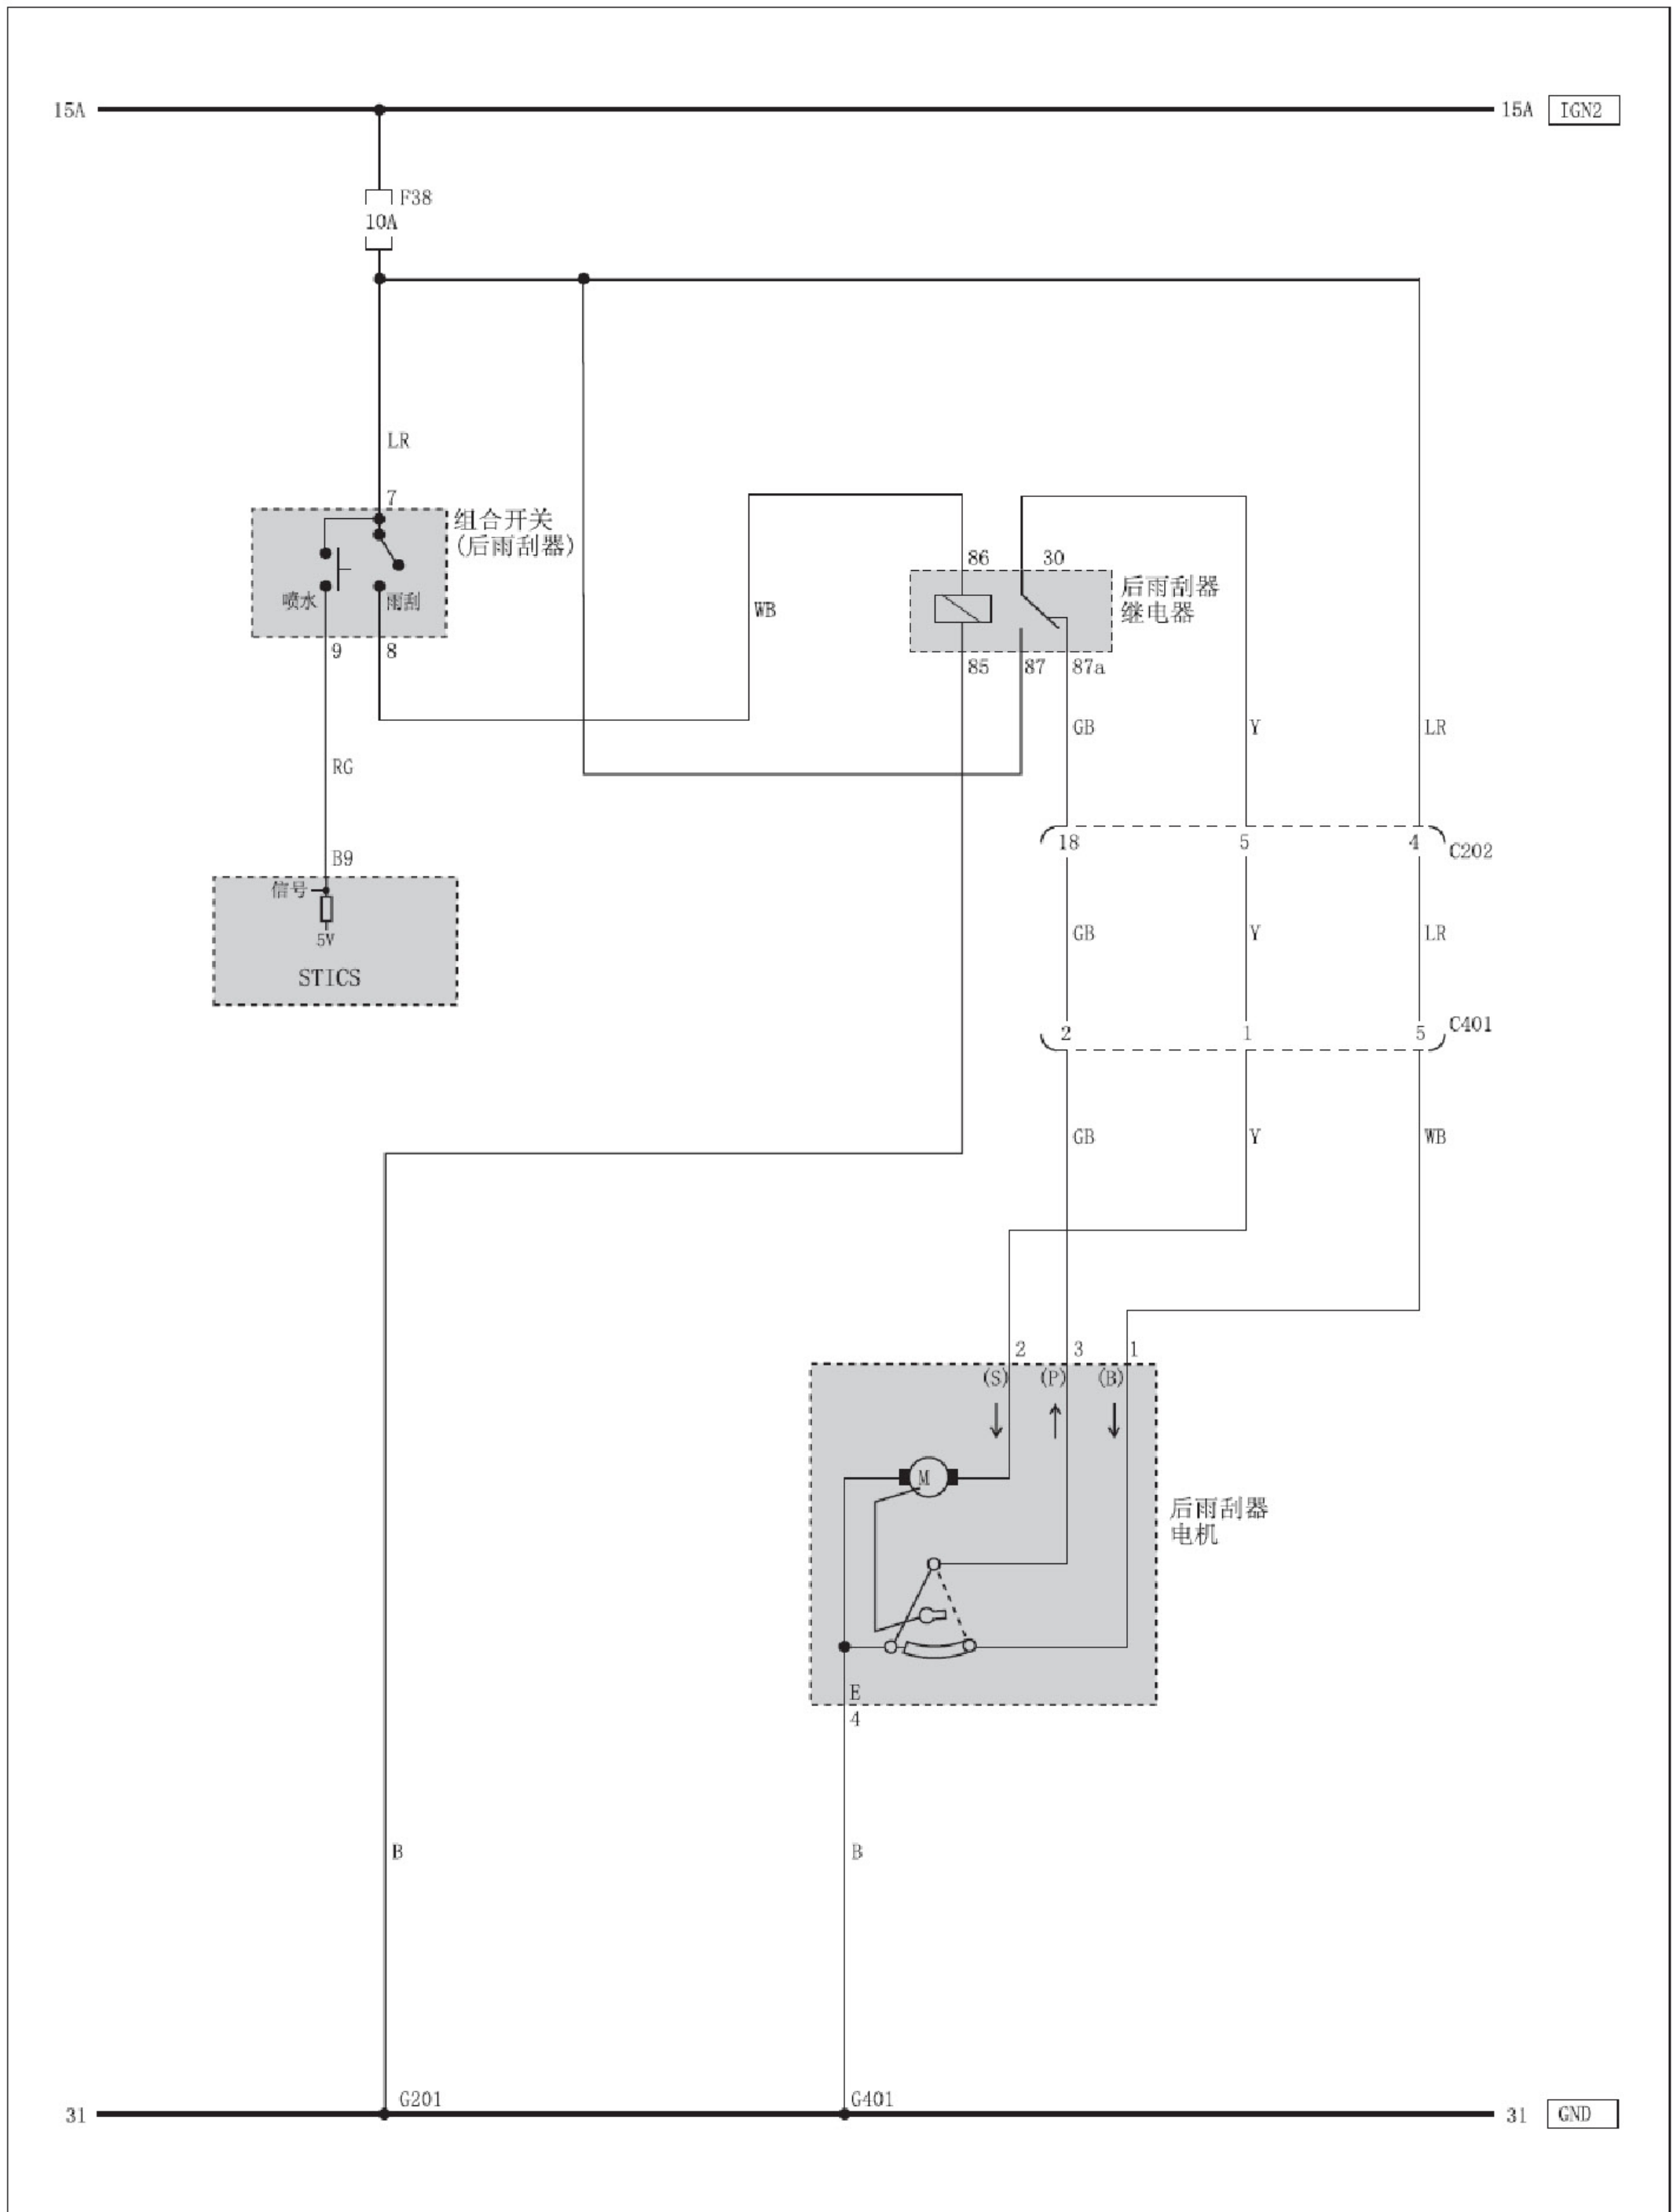 15A
15A IGN2
F38
10A
LR
7
组合开关
(后雨刮器)
喷水
雨刮
9
8
WB
86
30
后雨刮器
继电器
85
87
87a
GB
Y
LR
RG
B9
信号
5V
STICS
18
5
4
C202
GB
Y
LR
2
1
5
C401
GB
Y
WB
2
3
1
(S)
(P)
(B)
M
后雨刮器
电机
E
4
B
B
G201
G401
31
31 GND